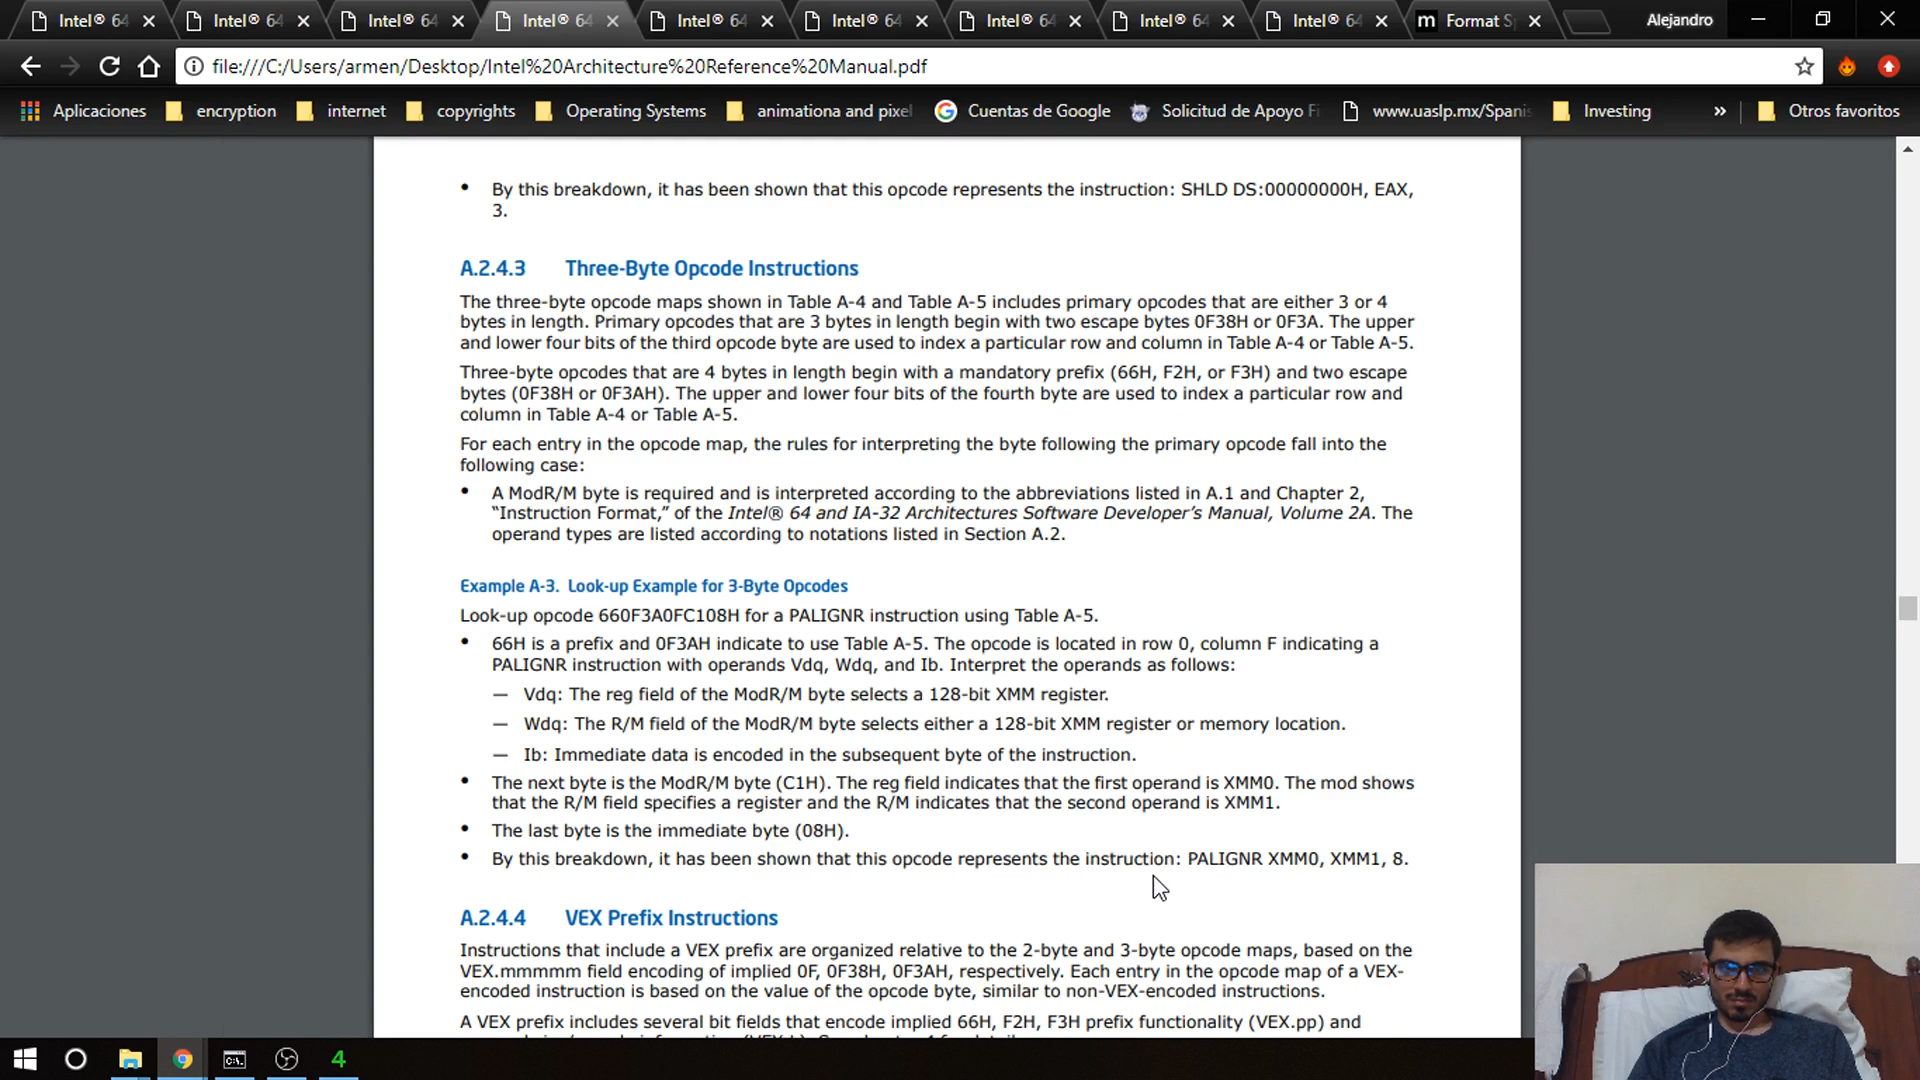 Intel® 64 Intel® 64 Intel® 64 Intel® 64 Intel® 64 Intel® 64 Intel® 64 Intel® 64 Intel® 64 m Format S Alejandro
file:///C:/Users/armen/Desktop/Intel%20Architecture%20Reference%20Manual.pdf
Aplicaciones encryption internet copyrights Operating Systems animationa and pixel Cuentas de Google Solicitud de Apoyo Fi www.uaslp.mx/Spani Investing » Otros favoritos
• By this breakdown, it has been shown that this opcode represents the instruction: SHLD DS:00000000H, EAX,
3.
A.2.4.3 Three-Byte Opcode Instructions
The three-byte opcode maps shown in Table A-4 and Table A-5 includes primary opcodes that are either 3 or 4
bytes in length. Primary opcodes that are 3 bytes in length begin with two escape bytes 0F38H or 0F3A. The upper
and lower four bits of the third opcode byte are used to index a particular row and column in Table A-4 or Table A-5.
Three-byte opcodes that are 4 bytes in length begin with a mandatory prefix (66H, F2H, or F3H) and two escape
bytes (0F38H or 0F3AH). The upper and lower four bits of the fourth byte are used to index a particular row and
column in Table A-4 or Table A-5.
For each entry in the opcode map, the rules for interpreting the byte following the primary opcode fall into the
following case:
• A ModR/M byte is required and is interpreted according to the abbreviations listed in A.1 and Chapter 2,
“Instruction Format,” of the Intel® 64 and IA-32 Architectures Software Developer’s Manual, Volume 2A. The
operand types are listed according to notations listed in Section A.2.
Example A-3. Look-up Example for 3-Byte Opcodes
Look-up opcode 660F3A0FC108H for a PALIGNR instruction using Table A-5.
• 66H is a prefix and 0F3AH indicate to use Table A-5. The opcode is located in row 0, column F indicating a
PALIGNR instruction with operands Vdq, Wdq, and Ib. Interpret the operands as follows:
— Vdq: The reg field of the ModR/M byte selects a 128-bit XMM register.
— Wdq: The R/M field of the ModR/M byte selects either a 128-bit XMM register or memory location.
— Ib: Immediate data is encoded in the subsequent byte of the instruction.
• The next byte is the ModR/M byte (C1H). The reg field indicates that the first operand is XMM0. The mod shows
that the R/M field specifies a register and the R/M indicates that the second operand is XMM1.
• The last byte is the immediate byte (08H).
• By this breakdown, it has been shown that this opcode represents the instruction: PALIGNR XMM0, XMM1, 8.
A.2.4.4 VEX Prefix Instructions
Instructions that include a VEX prefix are organized relative to the 2-byte and 3-byte opcode maps, based on the
VEX.mmmmm field encoding of implied 0F, 0F38H, 0F3AH, respectively. Each entry in the opcode map of a VEX-
encoded instruction is based on the value of the opcode byte, similar to non-VEX-encoded instructions.
A VEX prefix includes several bit fields that encode implied 66H, F2H, F3H prefix functionality (VEX.pp) and
4